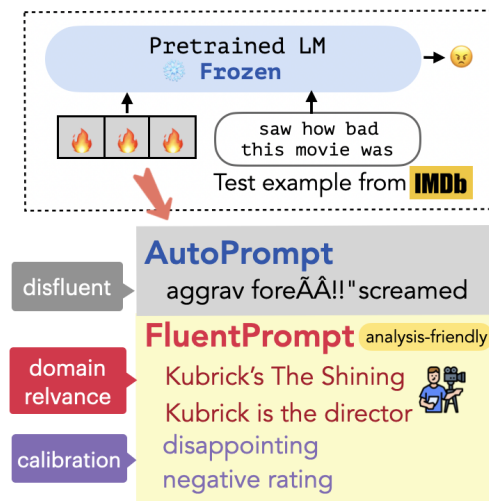 Pretrained LM
Frozen
saw how bad
this movie was
Test example from IMDb
AutoPrompt
disfluent
aggrav foreÃÂ!!"screamed
FluentPrompt analysis-friendly
domain
relvance
Kubrick's The Shining
Kubrick is the director
calibration
disappointing
negative rating